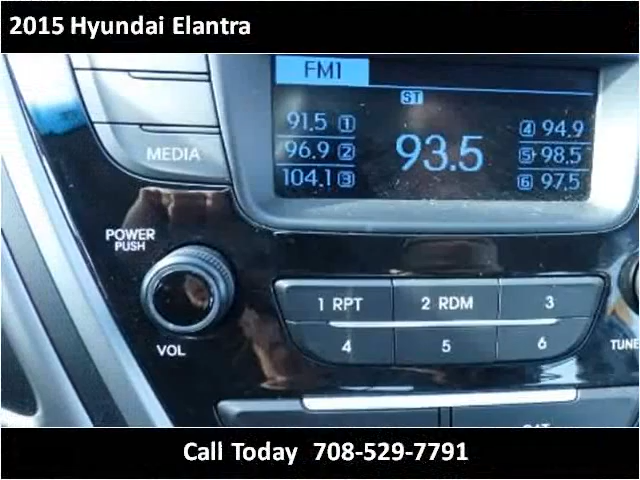 2015 Hyundai Elantra
FM1
ST
91.5 1
96.9 2
104.1 3
93.5
4 94.9
5 98.5
6 97.5
MEDIA
POWER
PUSH
VOL
1 RPT
2 RDM
3
4
5
6
TUNE
Call Today 708-529-7791